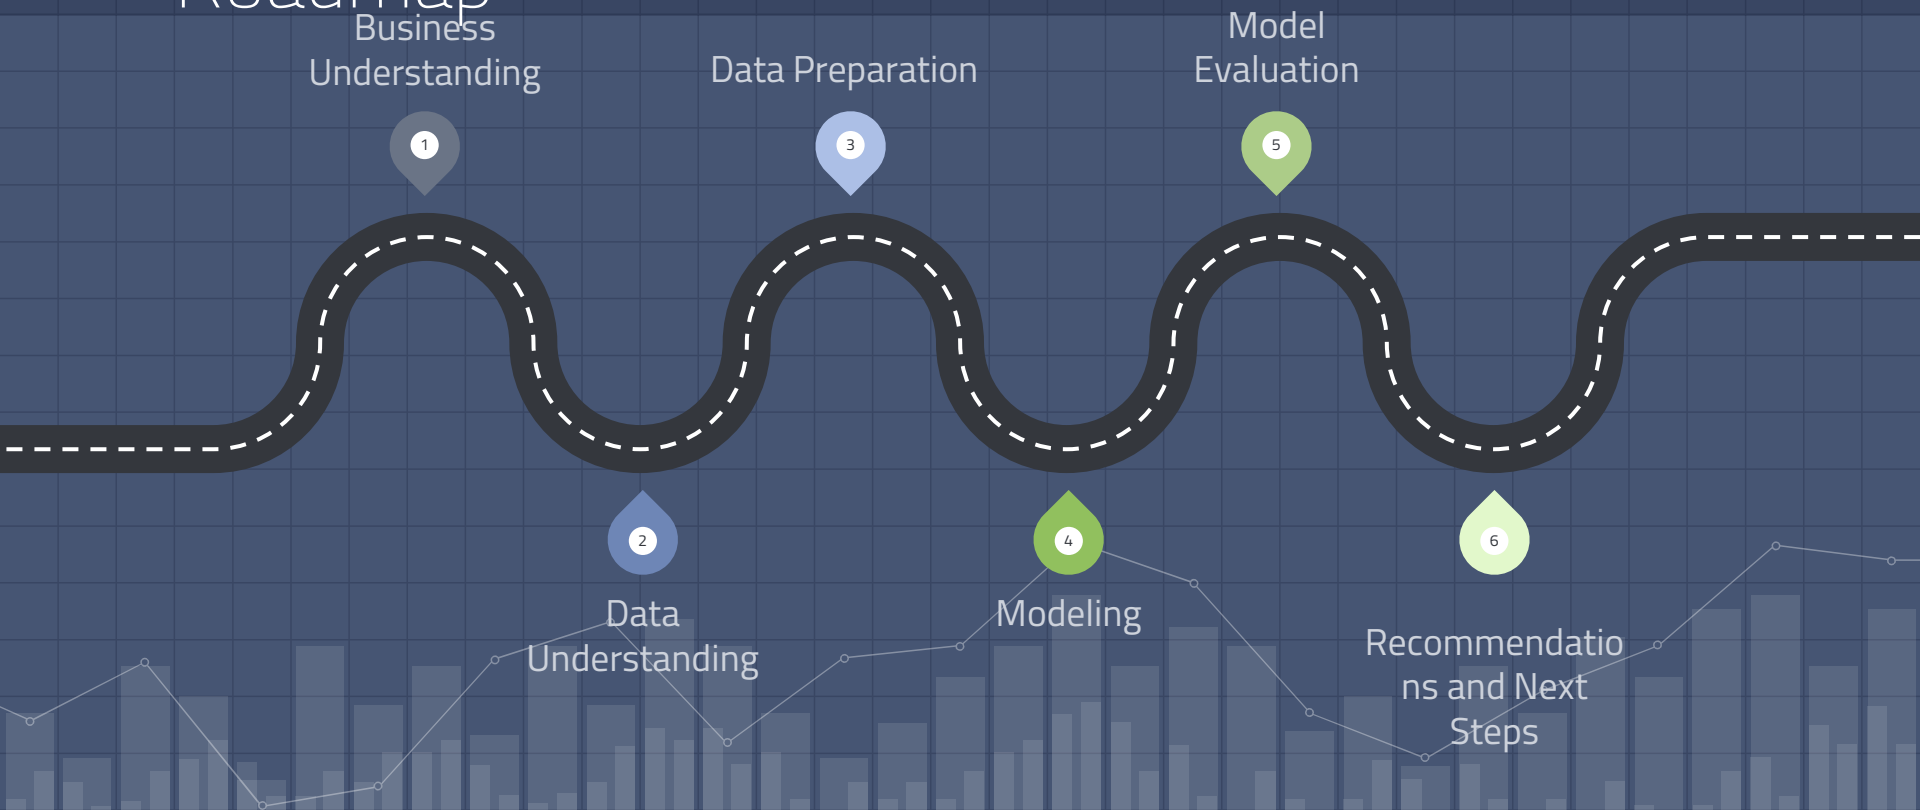 Roadmap
Business
Understanding
Data Preparation
Model
Evaluation
1
3
5
2
4
6
Data
Understanding
Modeling
Recommendatio
ns and Next
Steps